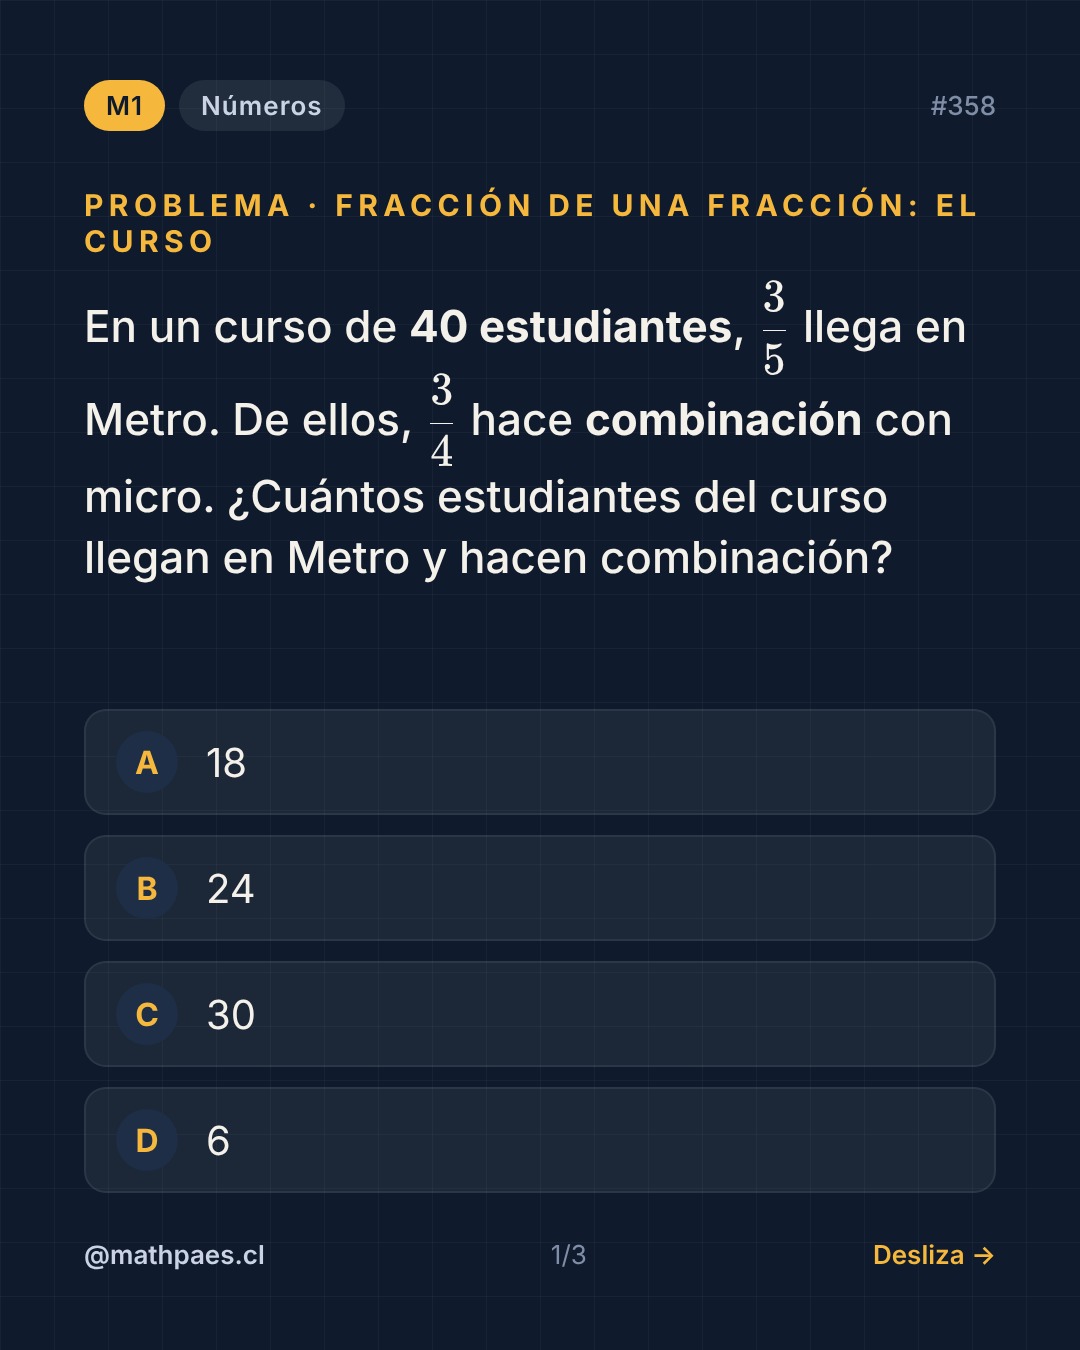 M1 Números #358
PROBLEMA · FRACCIÓN DE UNA FRACCIÓN: EL
CURSO
En un curso de 40 estudiantes, 3/5 llega en
Metro. De ellos, 3/4 hace combinación con
micro. ¿Cuántos estudiantes del curso
llegan en Metro y hacen combinación?
A 18
B 24
C 30
D 6
@mathpaes.cl 1/3 Desliza →